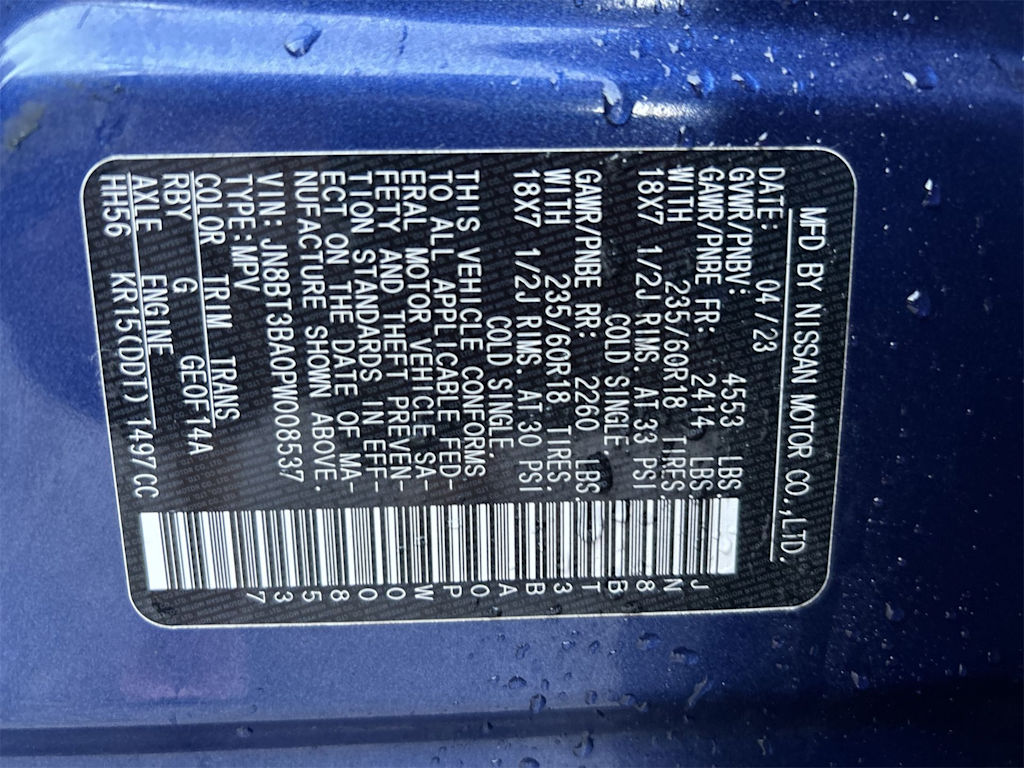 MFD BY NISSAN MOTOR CO.,LTD.
DATE: 04 /23
GVWR/PNBV: 4553 LBS.
GAWR/PNBE FR: 2414 LBS.
WITH 235/60R18 TIRES.
18X7 1/2J RIMS. AT 33 PSI
COLD SINGLE.
GAWR/PNBE RR: 2260 LBS.
WITH 235/60R18 TIRES.
18X7 1/2J RIMS. AT 30 PSI
COLD SINGLE.
THIS VEHICLE CONFORMS
TO ALL APPLICABLE FED-
ERAL MOTOR VEHICLE SA-
FETY AND THEFT PREVEN-
TION STANDARDS IN EFF-
ECT ON THE DATE OF MA-
NUFACTURE SHOWN ABOVE.
VIN: JN8BT3BA0PW008537
TYPE:MPV
COLOR TRIM TRANS
RBY G GE0F14A
AXLE ENGINE
HH56 KR15(DDT) 1497CC
JN8BT3BA0PW008537